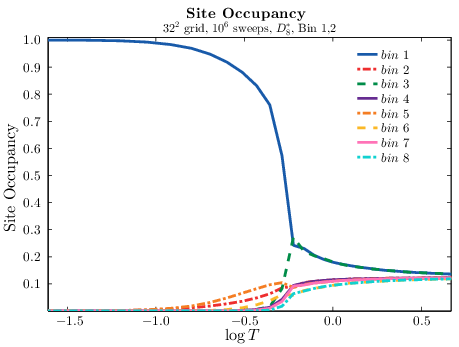 Site Occupancy
32² grid, 10⁶ sweeps, D₈*, Bin 1,2
Site Occupancy
1.0
0.9
0.8
0.7
0.6
0.5
0.4
0.3
0.2
0.1
bin 1
bin 2
bin 3
bin 4
bin 5
bin 6
bin 7
bin 8
−1.5 −1.0 −0.5 0.0 0.5
log T